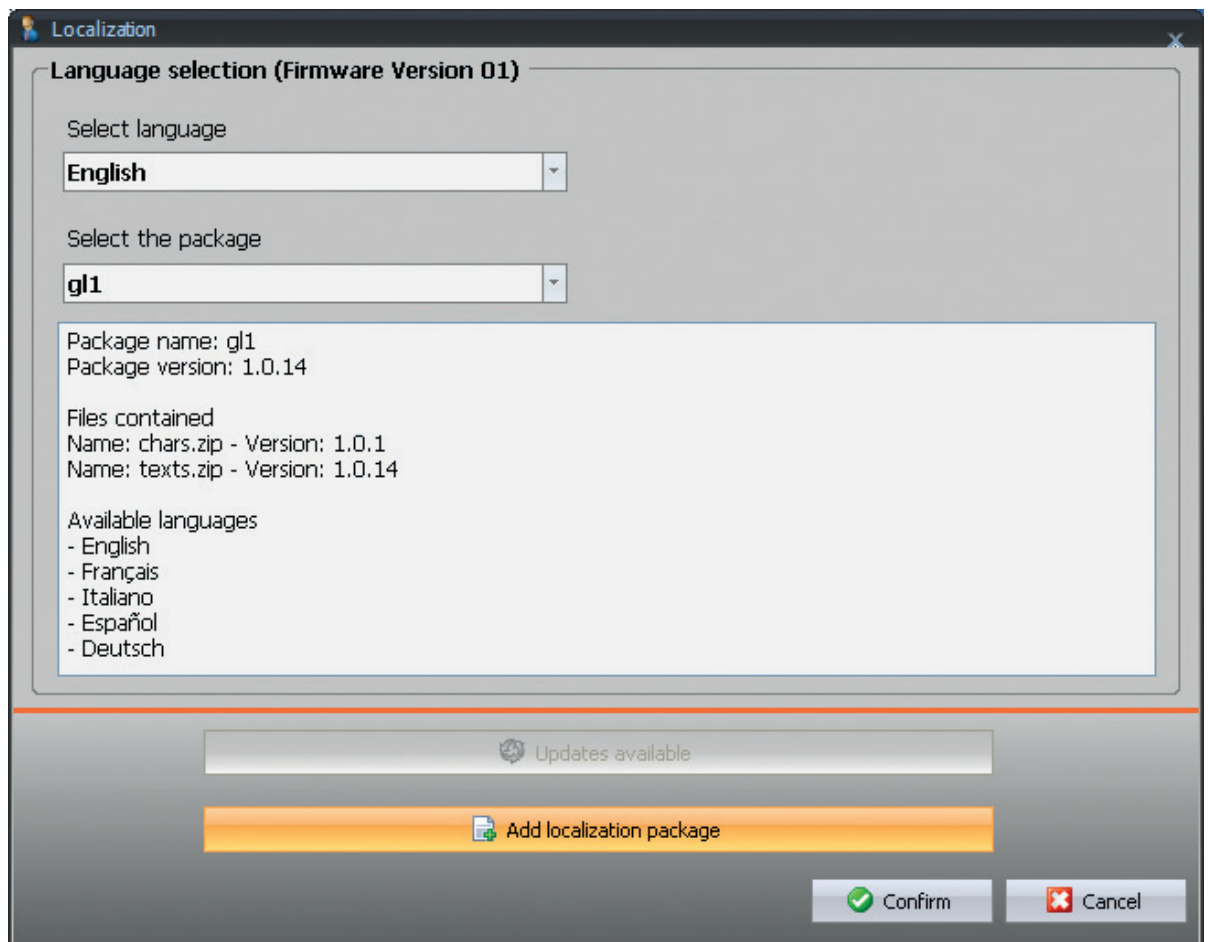 Localization
Language selection (Firmware Version 01)
Select language
English
Select the package
gl1
Package name: gl1
Package version: 1.0.14
Files contained
Name: chars.zip - Version: 1.0.1
Name: texts.zip - Version: 1.0.14
Available languages
- English
- Français
- Italiano
- Español
- Deutsch
Updates available
Add localization package
Confirm
Cancel